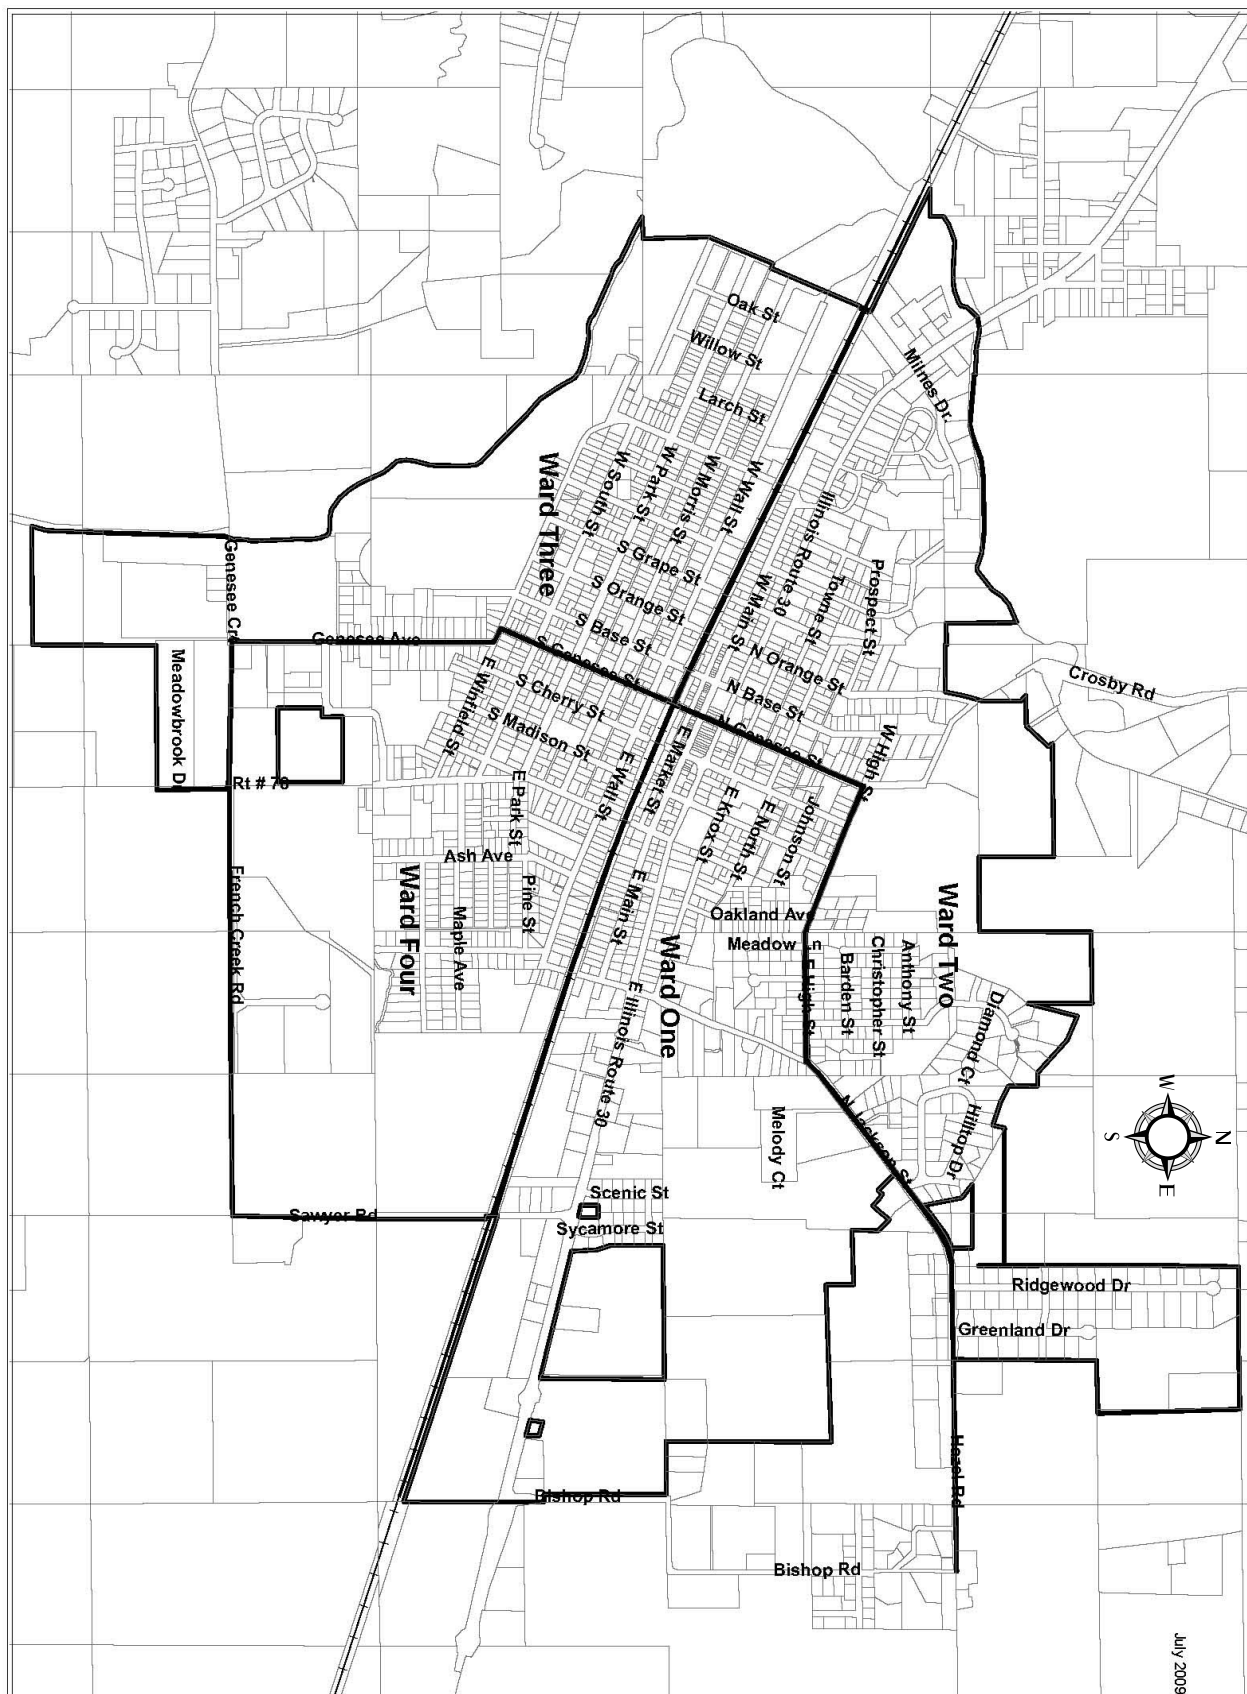 Oak St
Willow St
Larch St
Milnes Dr.
W Wall St
W Morris St
W Park St
W South St
Ward Three
Illinois Route 30
W Main St
Towne St
Prospect St
S Grape St
S Orange St
S Base St
S Genesee St
N Orange St
N Base St
N Genesee St
W High St
Crosby Rd
Genesee Cre
Genesee Ave
Meadowbrook Dr
Rt # 78
E Winfield St
S Cherry St
S Madison St
E Wall St
E Market St
E Park St
Ash Ave
Pine St
Maple Ave
Ward Four
French Creek Rd
E Knox St
E North St
Johnson St
E Main St
Oakland Ave
Meadow Ln
Ward One
E High St
Barden St
Christopher St
Anthony St
Ward Two
Diamond Ct
Hilltop Dr
N Jackson St
E Illinois Route 30
Melody Ct
Scenic St
Sycamore St
Sawyer Rd
Ridgewood Dr
Greenland Dr
Hazel Rd
Bishop Rd
Bishop Rd
N
W
E
S
July 2009